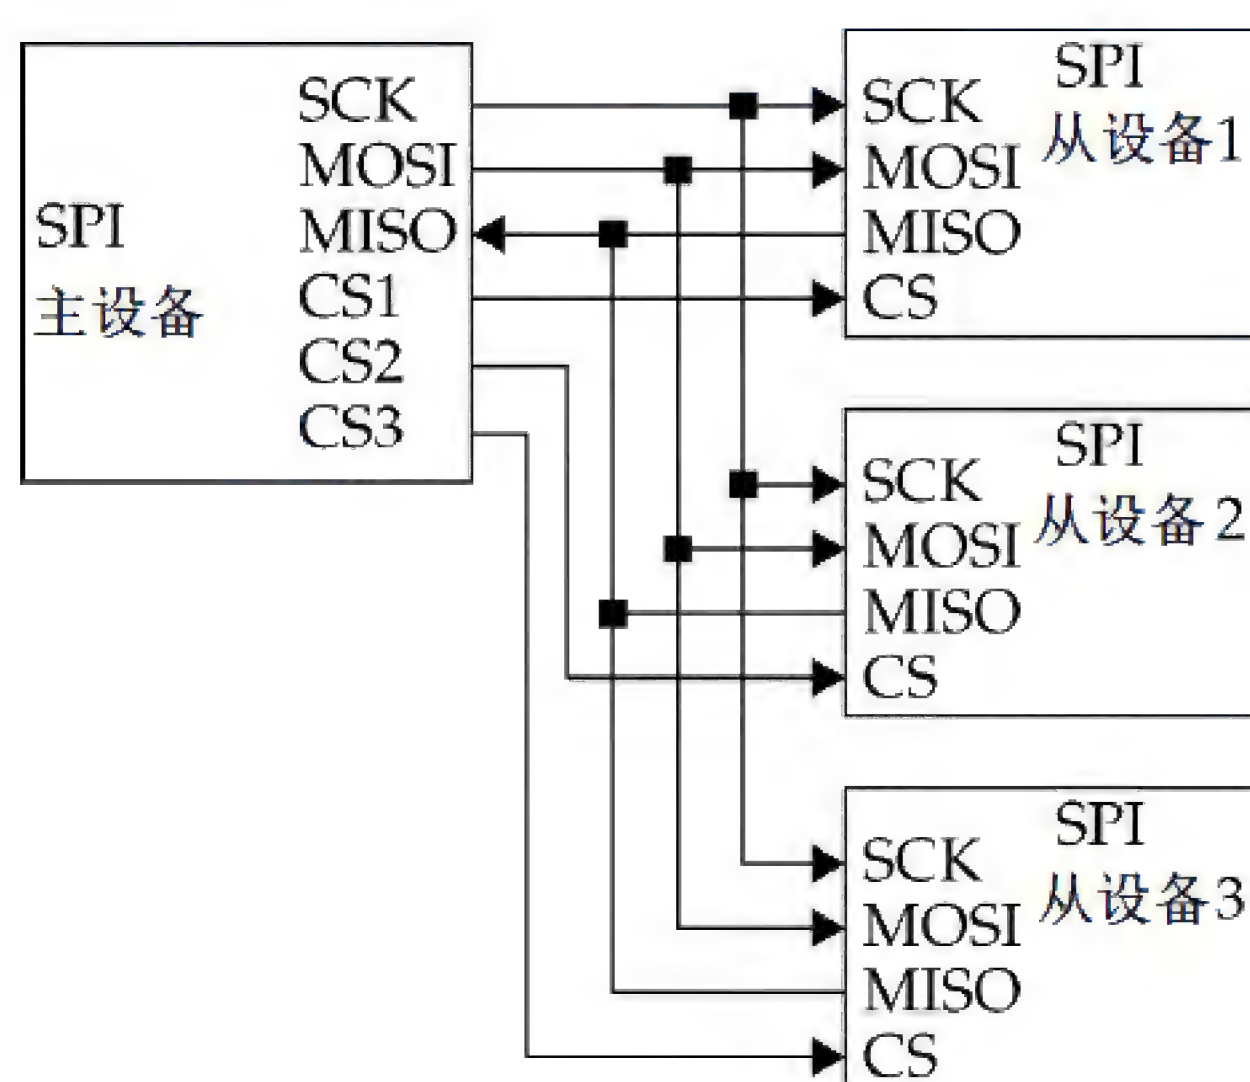 SPI
主设备
SCK
MOSI
MISO
CS1
CS2
CS3
SPI
从设备1
SCK
MOSI
MISO
CS
SPI
从设备2
SCK
MOSI
MISO
CS
SPI
从设备3
SCK
MOSI
MISO
CS